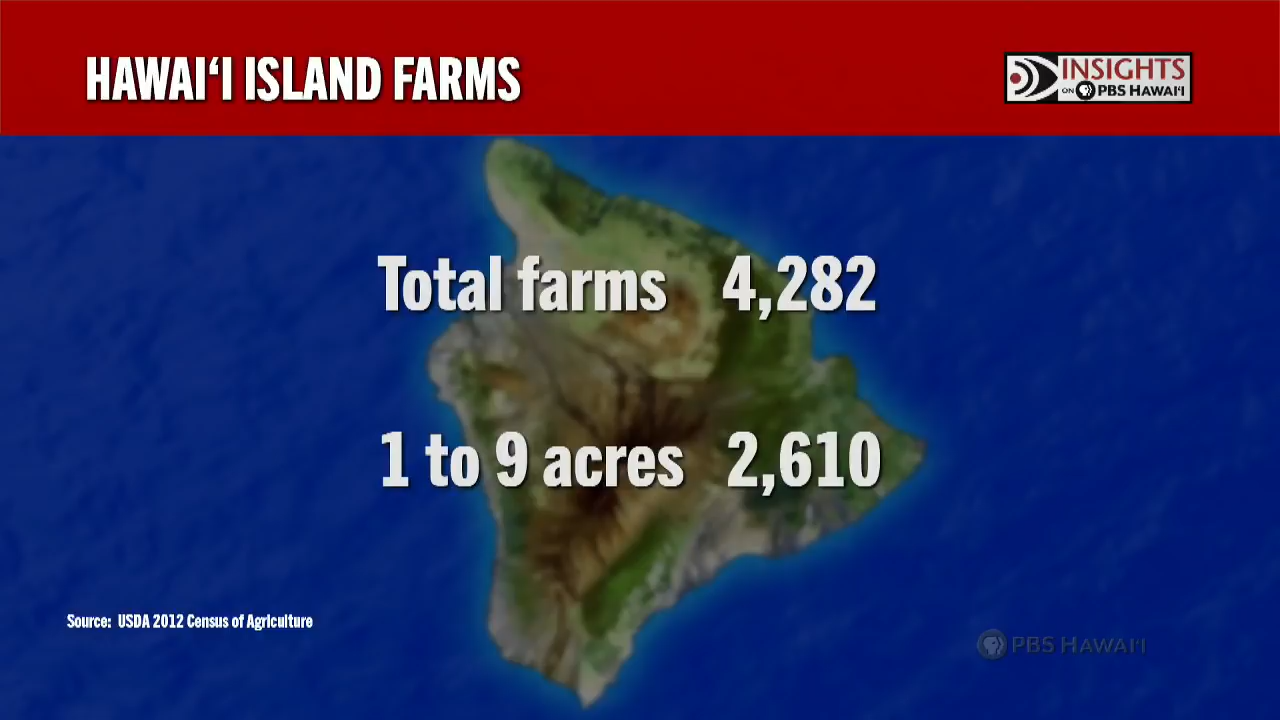 HAWAI‘I ISLAND FARMS
INSIGHTS
ON PBS HAWAI‘I
Total farms 4,282
1 to 9 acres 2,610
Source: USDA 2012 Census of Agriculture
PBS HAWAI‘I